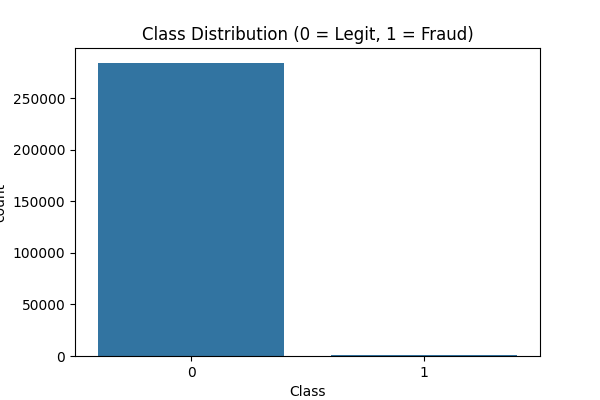 Class Distribution (0 = Legit, 1 = Fraud)
250000
200000
150000
100000
50000
0
count
0 1
Class